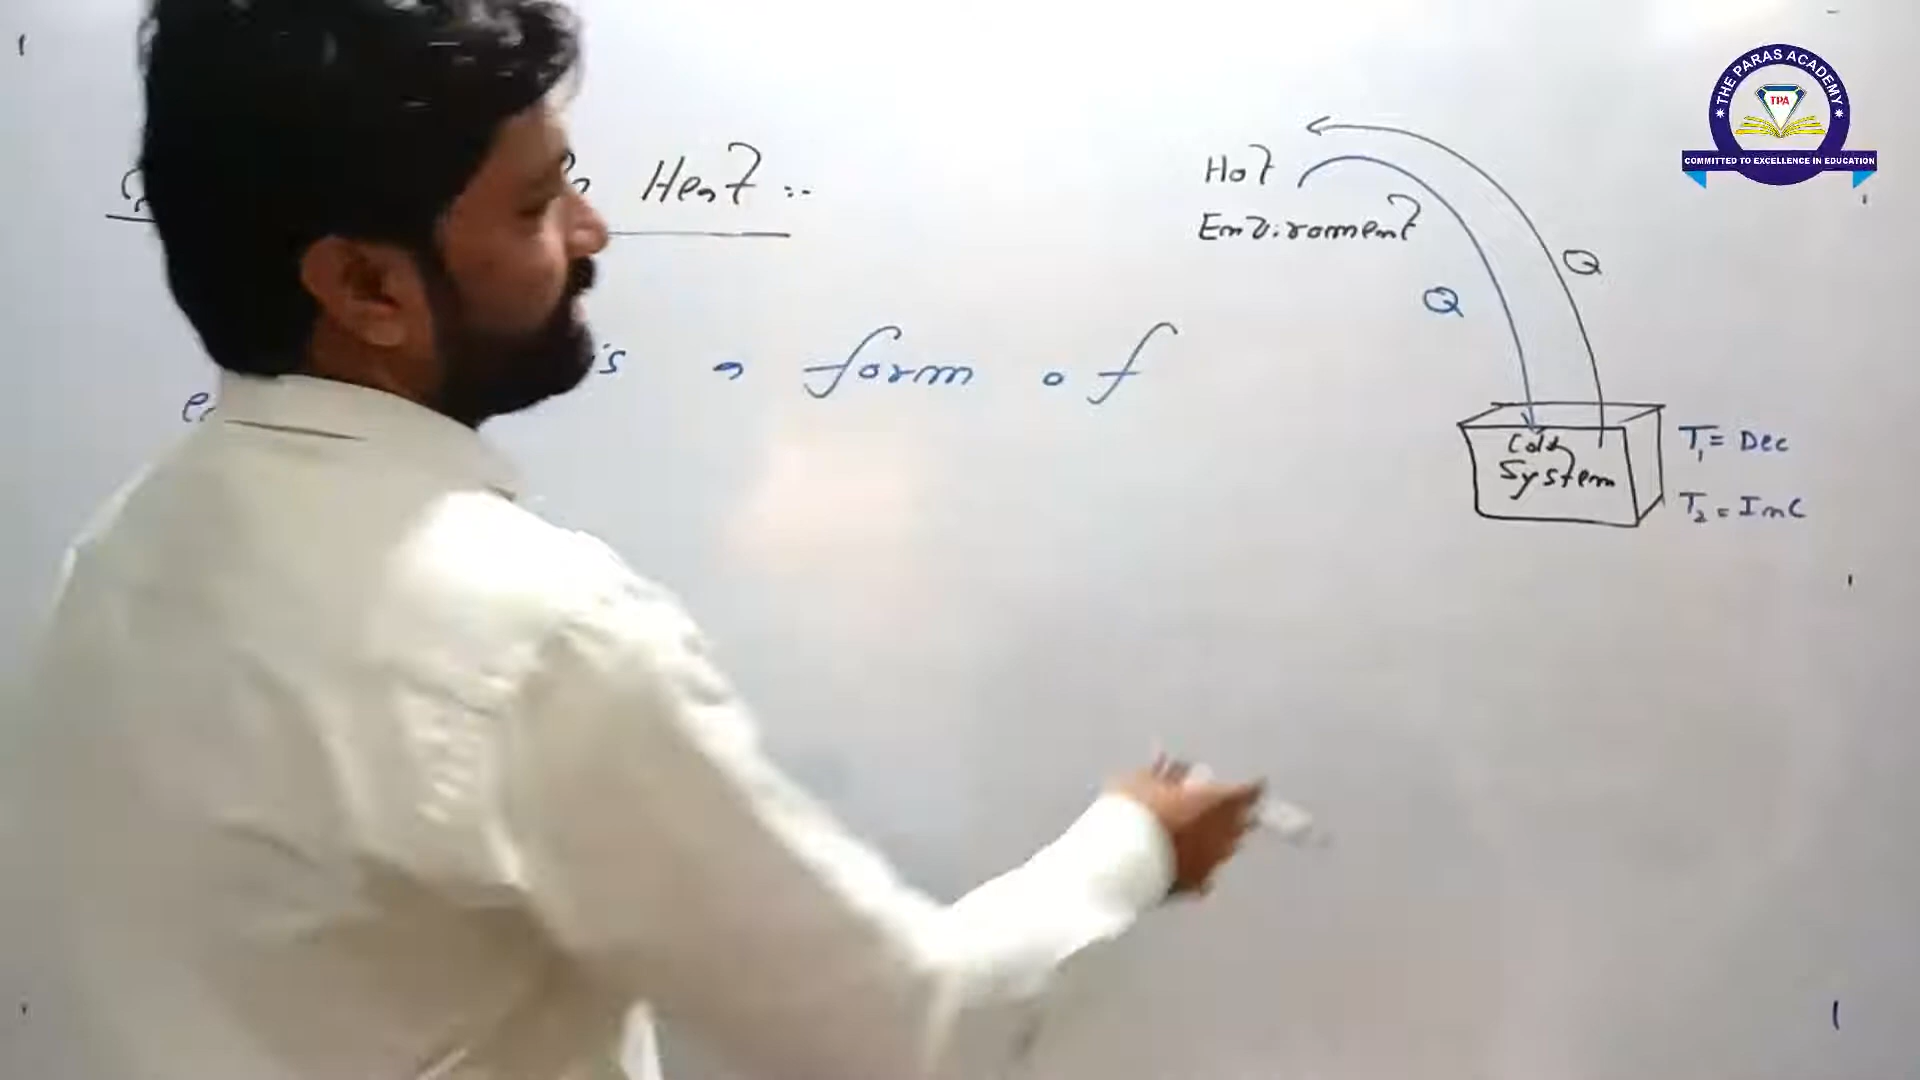 Heat :-
is a form of
Hot
Environment
Q
Q
Cold
System
T1 = Dec
T2 = Inc
THE PARAS ACADEMY
TPA
COMMITTED TO EXCELLENCE IN EDUCATION